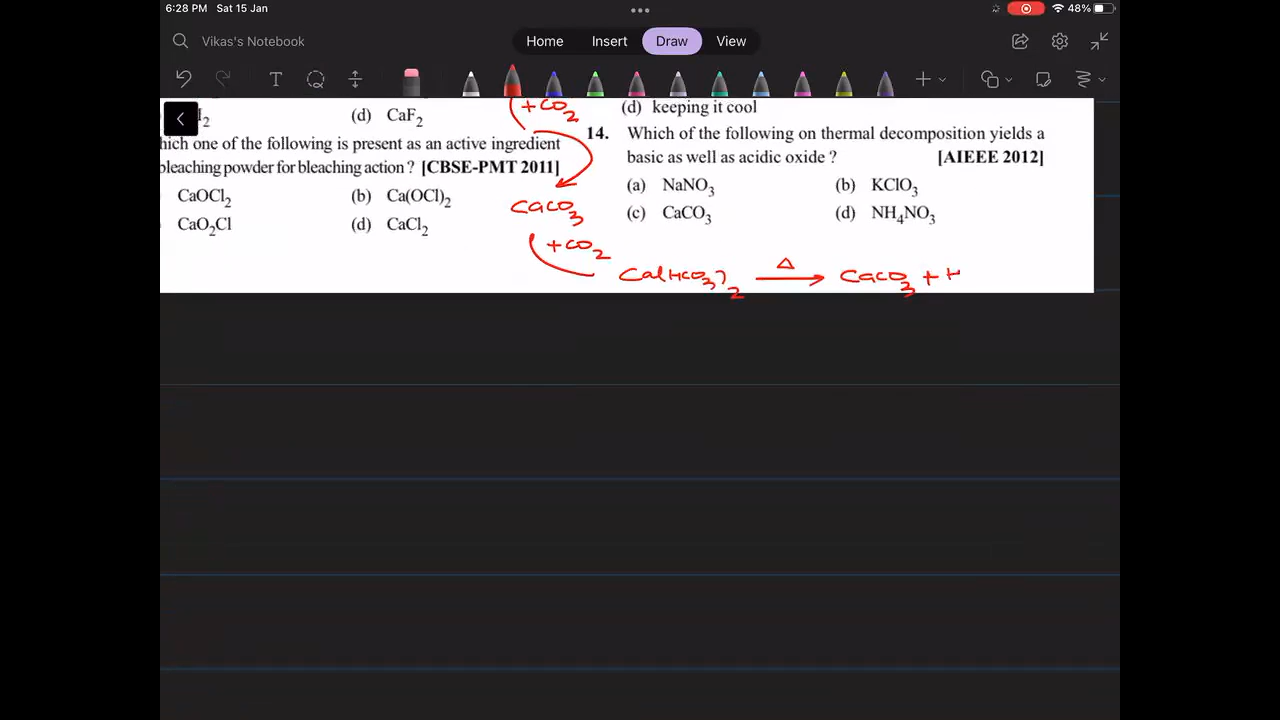 6:28 PM Sat 15 Jan
48%
Vikas's Notebook
Home Insert Draw View
(d) CaF2
+CO2
(d) keeping it cool
hich one of the following is present as an active ingredient
bleaching powder for bleaching action ? [CBSE-PMT 2011]
CaOCl2 (b) Ca(OCl)2
CaO2Cl (d) CaCl2
CaCO3
+CO2
14. Which of the following on thermal decomposition yields a
basic as well as acidic oxide ? [AIEEE 2012]
(a) NaNO3 (b) KClO3
(c) CaCO3 (d) NH4NO3
Ca(HCO3)2 Δ → CaCO3 + H